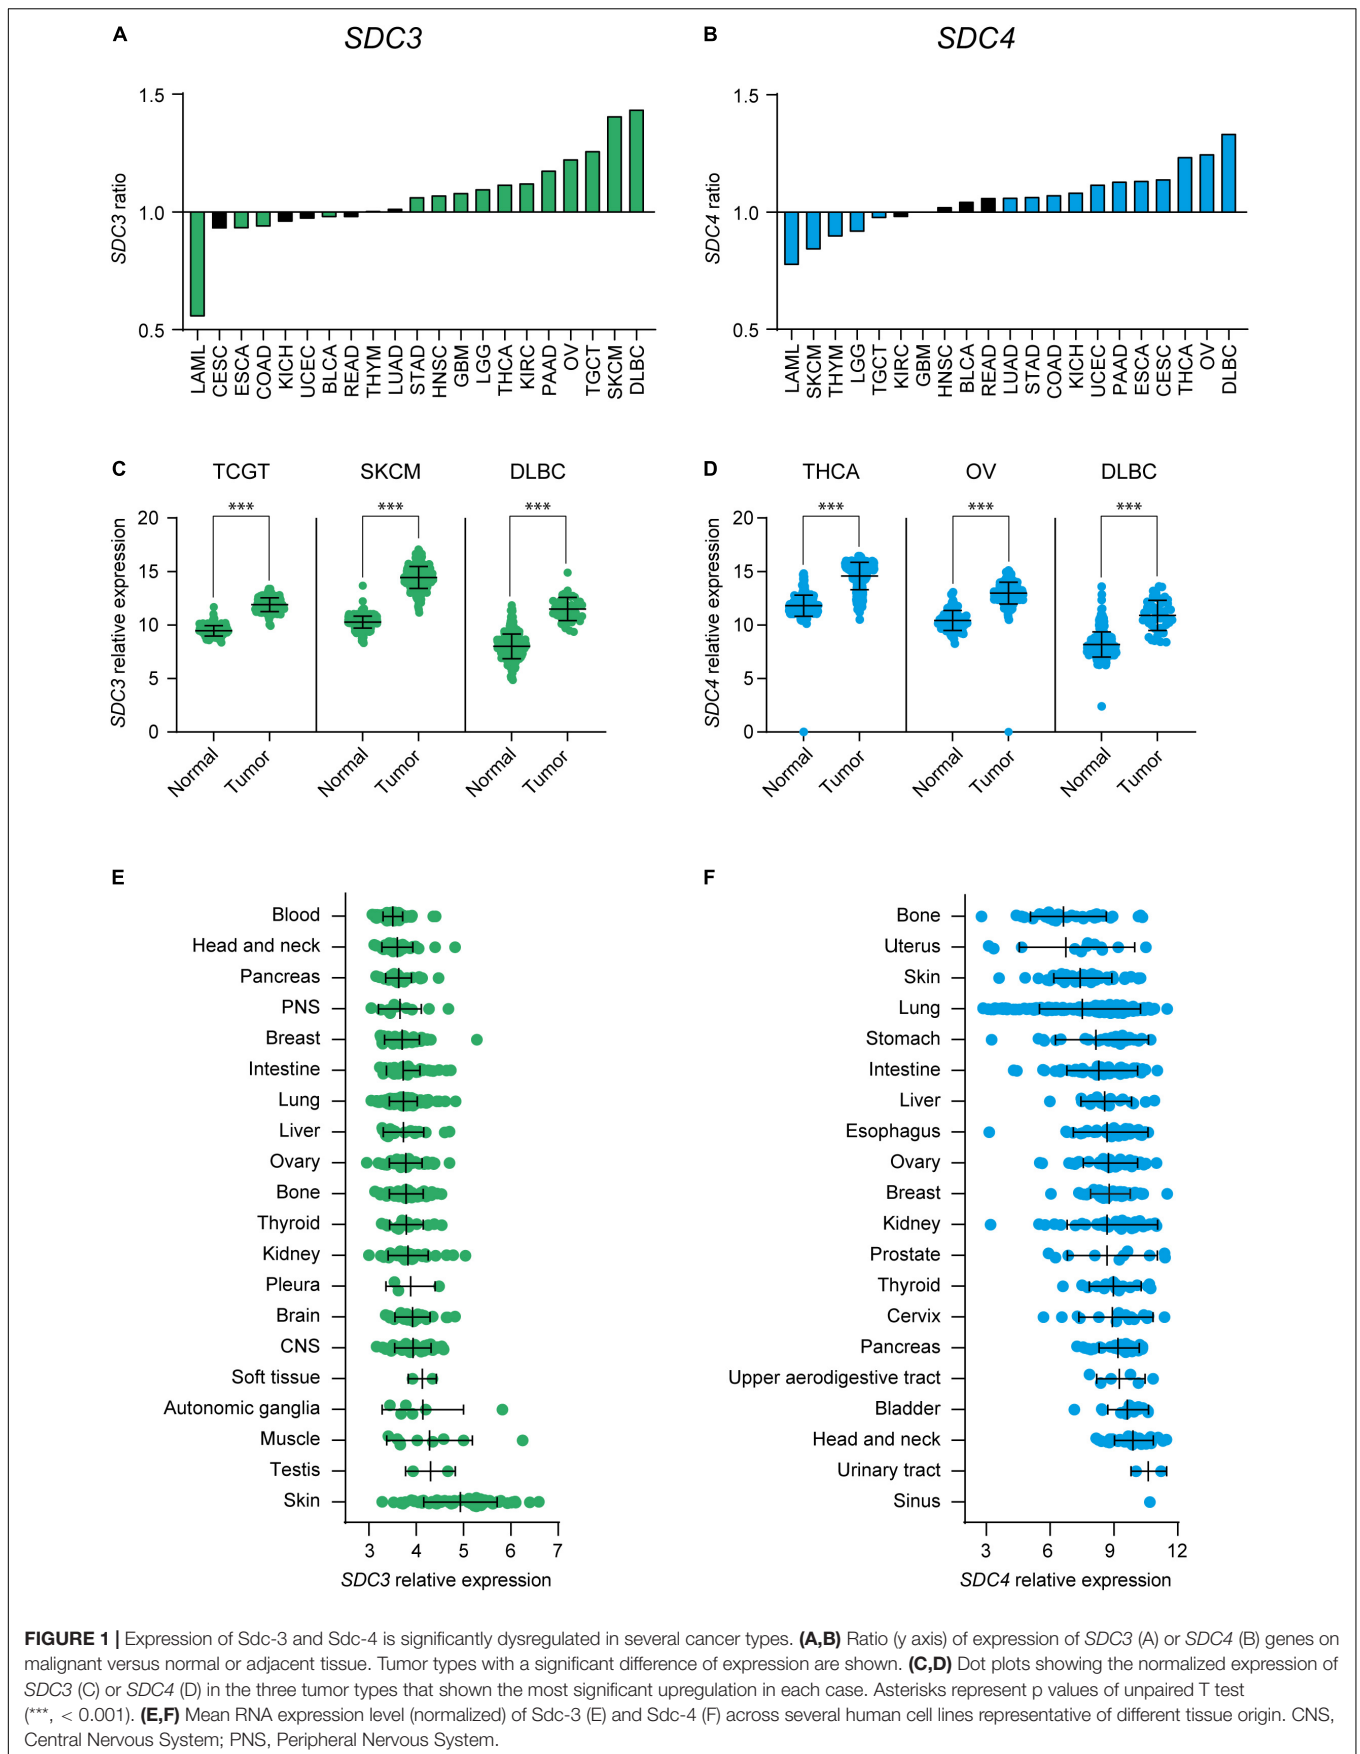 A
SDC3
B
SDC4
1.5
1.0
0.5
SDC3 ratio
LAML
CESC
ESCA
COAD
KICH
UCEC
BLCA
READ
THYM
LUAD
STAD
HNSC
GBM
LGG
THCA
KIRC
PAAD
OV
TGCT
SKCM
DLBC
1.5
1.0
0.5
SDC4 ratio
LAML
SKCM
THYM
LGG
TGCT
KIRC
GBM
HNSC
BLCA
READ
LUAD
STAD
COAD
KICH
UCEC
PAAD
ESCA
CESC
THCA
OV
DLBC
C
TCGT
SKCM
DLBC
***
***
***
20
15
10
5
0
SDC3 relative expression
Normal
Tumor
Normal
Tumor
Normal
Tumor
D
THCA
OV
DLBC
***
***
***
20
15
10
5
0
SDC4 relative expression
Normal
Tumor
Normal
Tumor
Normal
Tumor
E
Blood
Head and neck
Pancreas
PNS
Breast
Intestine
Lung
Liver
Ovary
Bone
Thyroid
Kidney
Pleura
Brain
CNS
Soft tissue
Autonomic ganglia
Muscle
Testis
Skin
3
4
5
6
7
SDC3 relative expression
F
Bone
Uterus
Skin
Lung
Stomach
Intestine
Liver
Esophagus
Ovary
Breast
Kidney
Prostate
Thyroid
Cervix
Pancreas
Upper aerodigestive tract
Bladder
Head and neck
Urinary tract
Sinus
3
6
9
12
SDC4 relative expression
FIGURE 1 | Expression of Sdc-3 and Sdc-4 is significantly dysregulated in several cancer types. (A,B) Ratio (y axis) of expression of SDC3 (A) or SDC4 (B) genes on
malignant versus normal or adjacent tissue. Tumor types with a significant difference of expression are shown. (C,D) Dot plots showing the normalized expression of
SDC3 (C) or SDC4 (D) in the three tumor types that shown the most significant upregulation in each case. Asterisks represent p values of unpaired T test
(***, < 0.001). (E,F) Mean RNA expression level (normalized) of Sdc-3 (E) and Sdc-4 (F) across several human cell lines representative of different tissue origin. CNS,
Central Nervous System; PNS, Peripheral Nervous System.